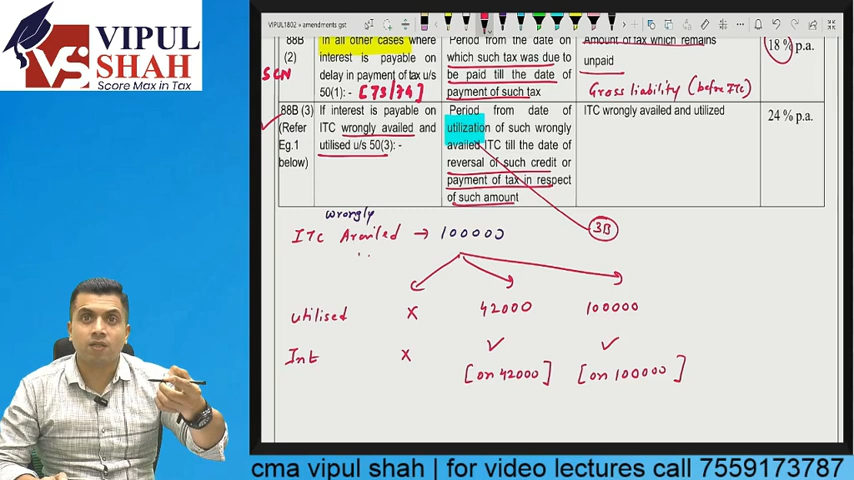 VIPUL
SHAH
VS
Score Max in Tax
VIPUL1802 + amendments gst
88B
(2)
SCN
In all other cases where
interest is payable on
delay in payment of tax u/s
50(1): - [73/74]
Period from the date on
which such tax was due to
be paid till the date of
payment of such tax
Amount of tax which remains
unpaid
Gross liability (before ITC)
18 % p.a.
88B (3)
(Refer
Eg.1
below)
If interest is payable on
ITC wrongly availed and
utilised u/s 50(3): -
Period from date of
utilization of such wrongly
availed ITC till the date of
reversal of such credit or
payment of tax in respect
of such amount
ITC wrongly availed and utilized
24 % p.a.
3B
wrongly
ITC Availed → 100000
utilised X 42000 100000
Int X ✓ ✓
[on 42000] [on 100000]
cma vipul shah | for video lectures call 7559173787